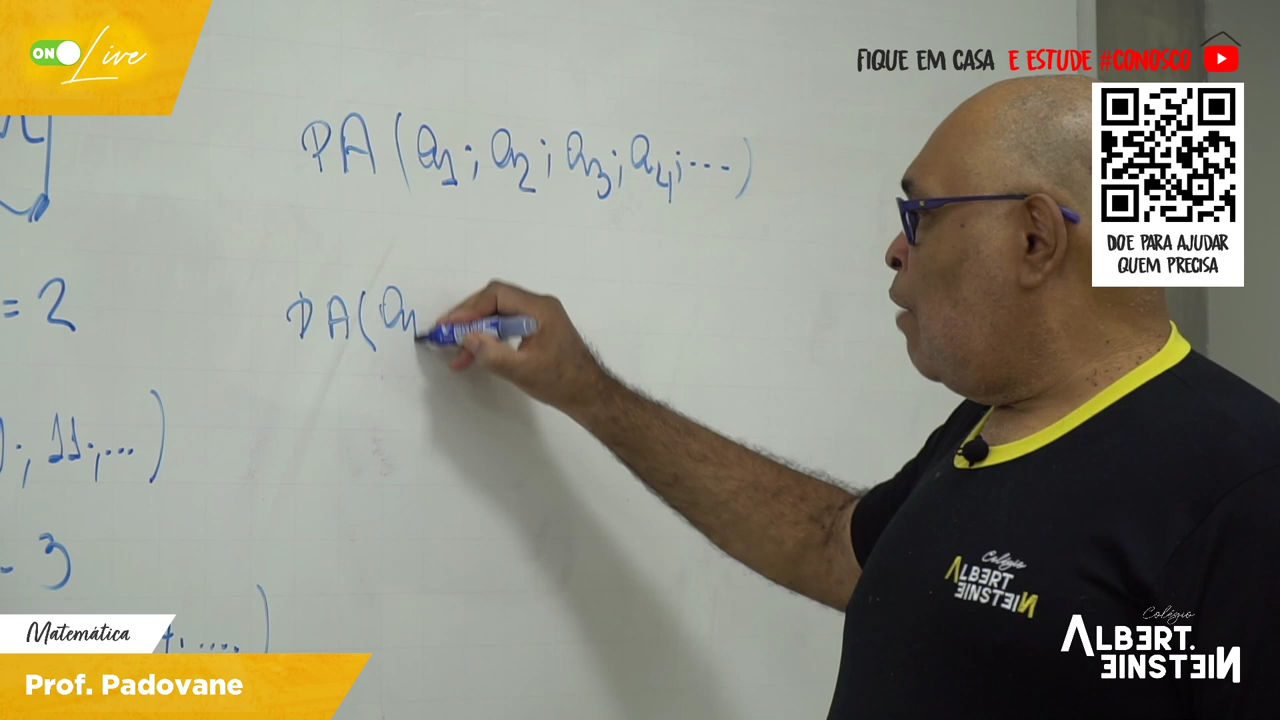 ON Live
FIQUE EM CASA E ESTUDE #CONOSCO
DOE PARA AJUDAR
QUEM PRECISA
PA (a1; a2; a3; a4; ...)
= 2
PA (a1
; 11; ...)
3
....)
Colégio
ALBERT
EINSTEIN
Matemática
Prof. Padovane
Colégio
ALBERT.
EINSTEIN